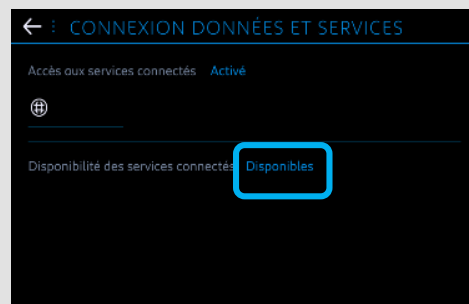 CONNEXION DONNÉES ET SERVICES
Accès aux services connectés Activé
Disponibilité des services connectés Disponibles